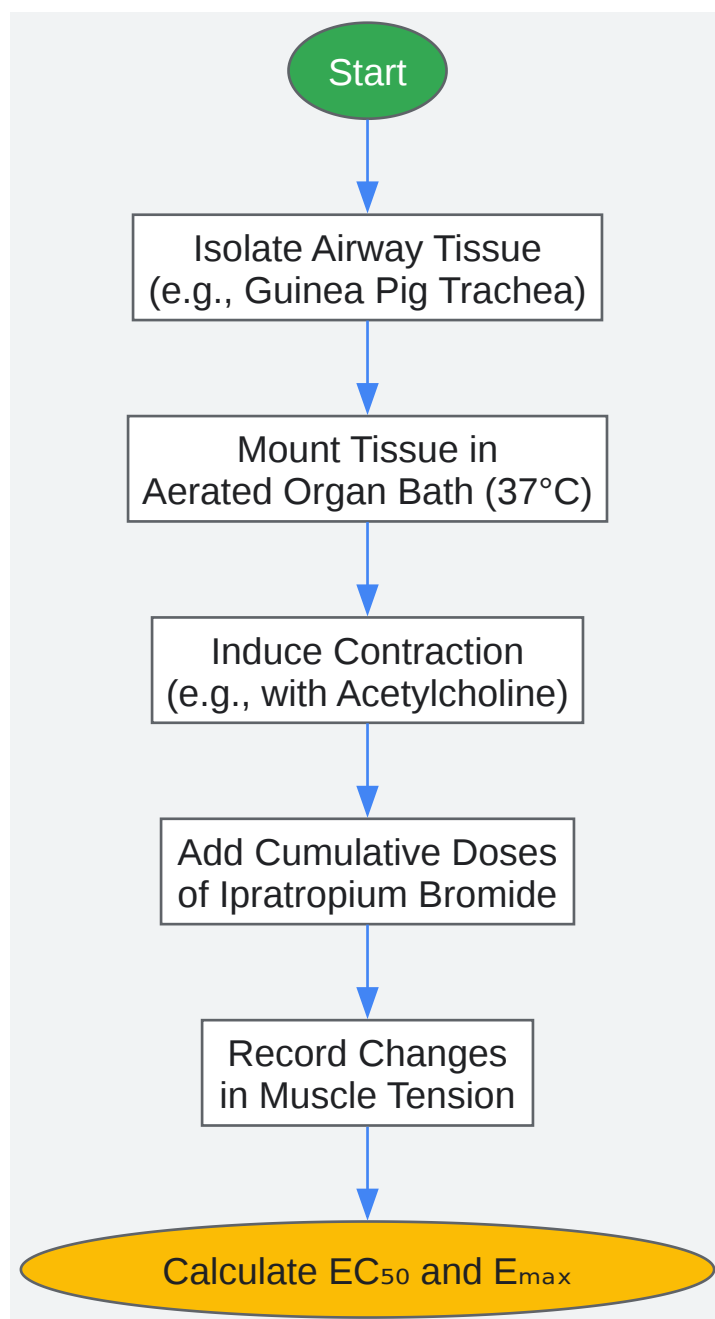 Start
Isolate Airway Tissue
(e.g., Guinea Pig Trachea)
Mount Tissue in
Aerated Organ Bath (37°C)
Induce Contraction
(e.g., with Acetylcholine)
Add Cumulative Doses
of Ipratropium Bromide
Record Changes
in Muscle Tension
Calculate EC₅₀ and Eₘₐₓ